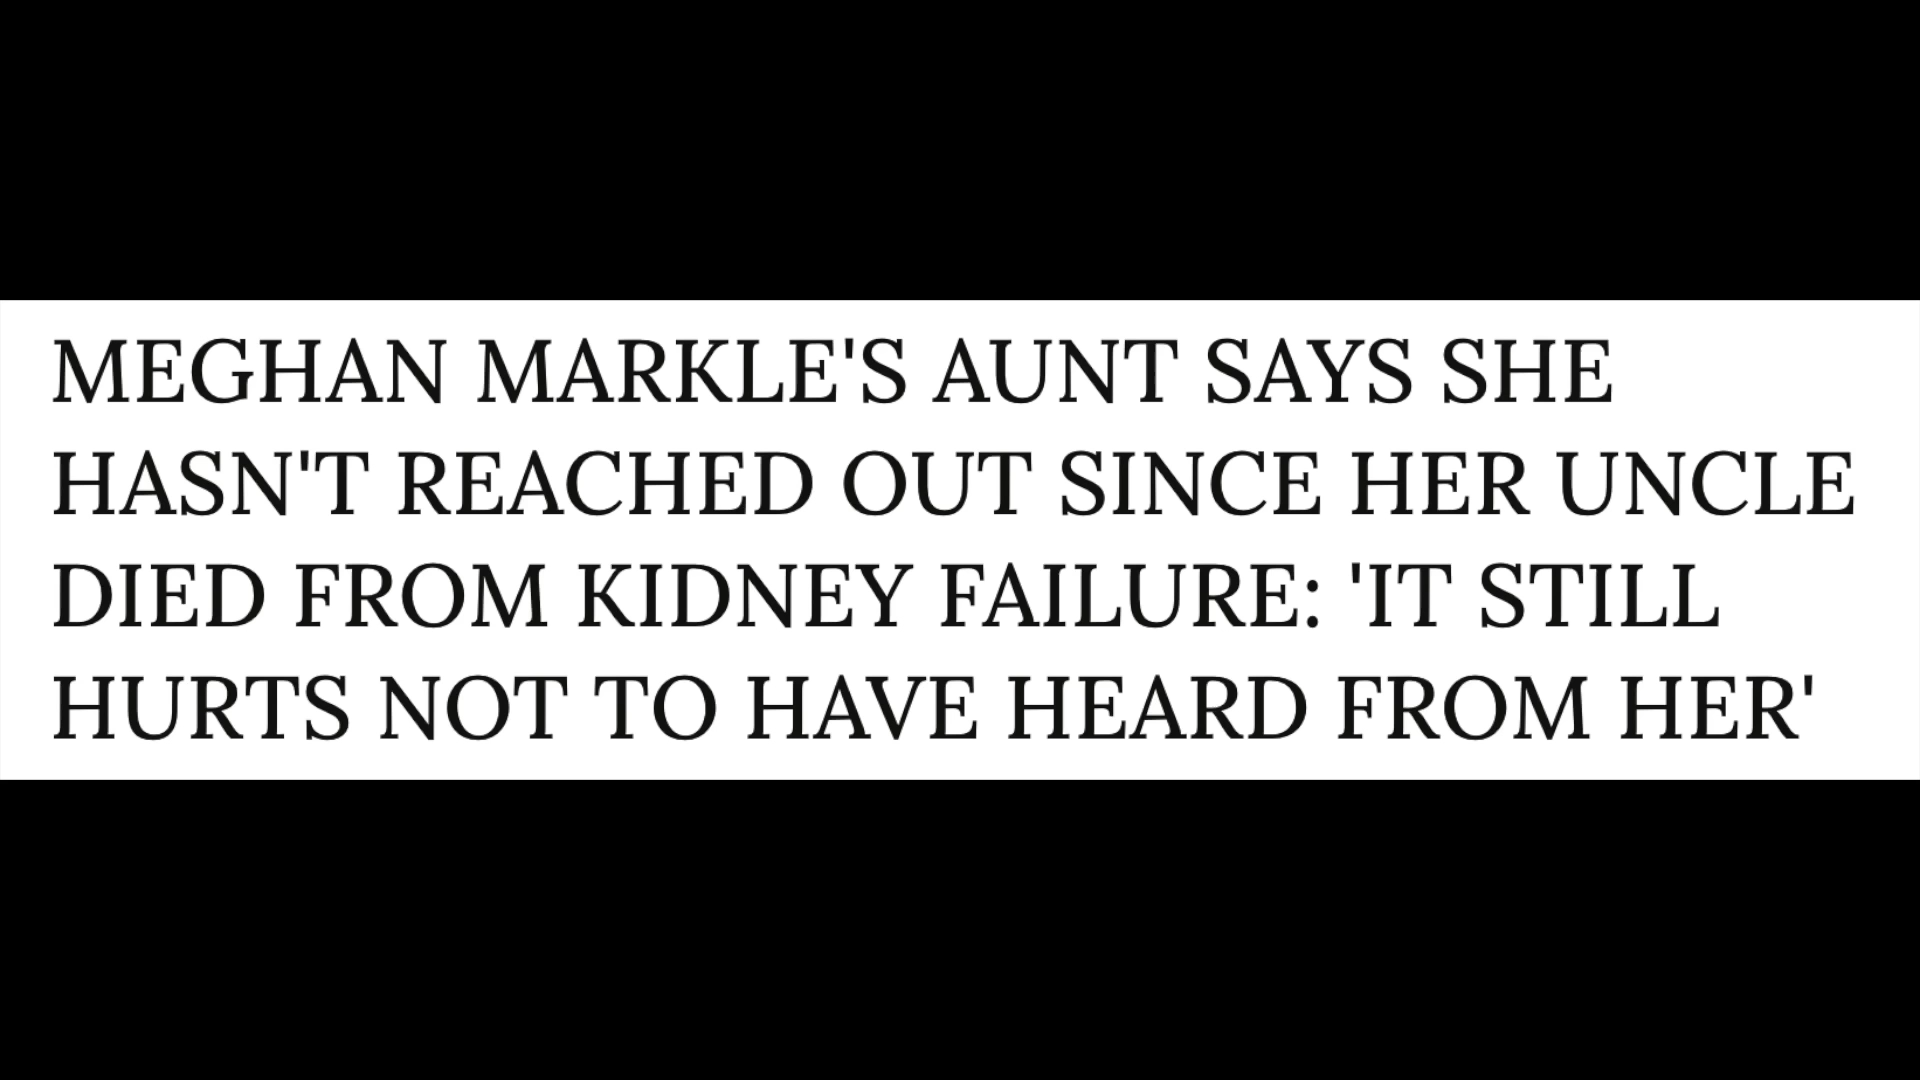 MEGHAN MARKLE'S AUNT SAYS SHE
HASN'T REACHED OUT SINCE HER UNCLE
DIED FROM KIDNEY FAILURE: 'IT STILL
HURTS NOT TO HAVE HEARD FROM HER'